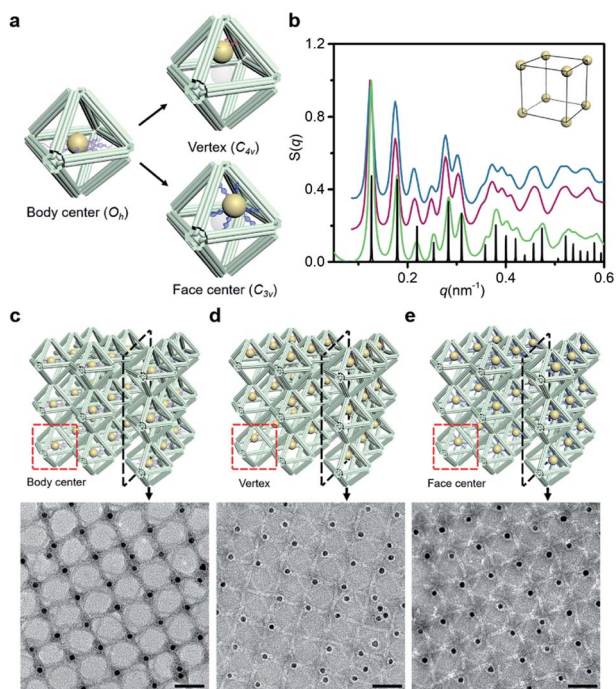 a
Vertex (C4v)
Body center (Oh)
Face center (C3v)
b
1.2
0.8
0.4
0.0
S(q)
0.2
0.4
0.6
q(nm⁻¹)
c
Body center
d
Vertex
e
Face center